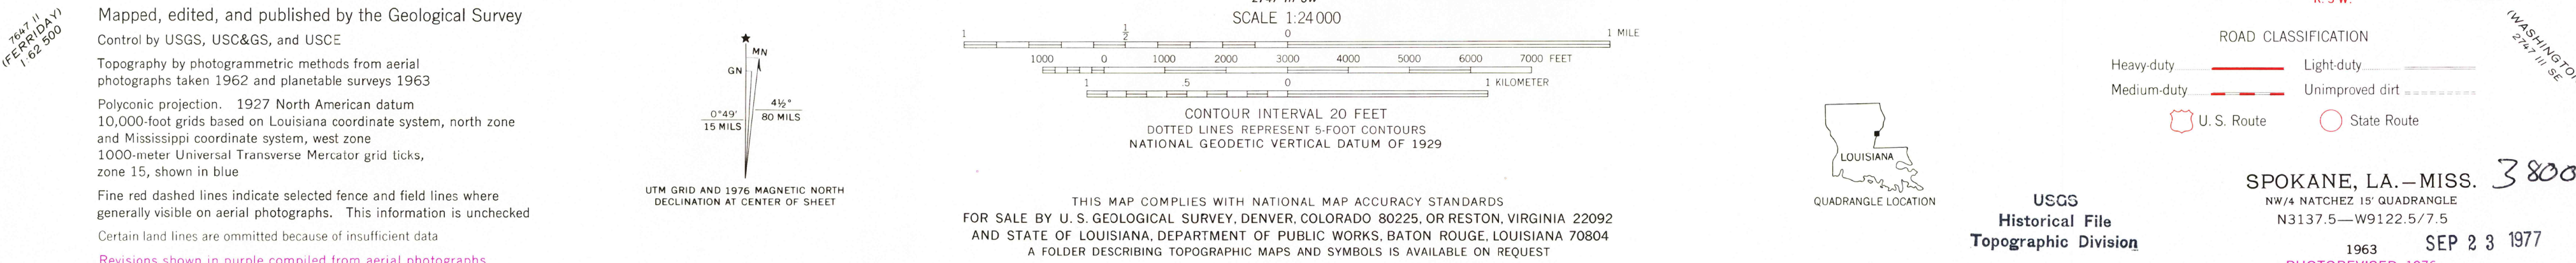 7647 II
(FERRIDAY)
1:62 500
Mapped, edited, and published by the Geological Survey
Control by USGS, USC&GS, and USCE
Topography by photogrammetric methods from aerial
photographs taken 1962 and planetable surveys 1963
Polyconic projection. 1927 North American datum
10,000-foot grids based on Louisiana coordinate system, north zone
and Mississippi coordinate system, west zone
1000-meter Universal Transverse Mercator grid ticks,
zone 15, shown in blue
Fine red dashed lines indicate selected fence and field lines where
generally visible on aerial photographs. This information is unchecked
Certain land lines are ommitted because of insufficient data
Revisions shown in purple compiled from aerial photographs
MN
GN
0°49'
15 MILS
4½°
80 MILS
UTM GRID AND 1976 MAGNETIC NORTH
DECLINATION AT CENTER OF SHEET
SCALE 1:24 000
1 ½ 0 1 MILE
1000 0 1000 2000 3000 4000 5000 6000 7000 FEET
1 .5 0 1 KILOMETER
CONTOUR INTERVAL 20 FEET
DOTTED LINES REPRESENT 5-FOOT CONTOURS
NATIONAL GEODETIC VERTICAL DATUM OF 1929
THIS MAP COMPLIES WITH NATIONAL MAP ACCURACY STANDARDS
FOR SALE BY U. S. GEOLOGICAL SURVEY, DENVER, COLORADO 80225, OR RESTON, VIRGINIA 22092
AND STATE OF LOUISIANA, DEPARTMENT OF PUBLIC WORKS, BATON ROUGE, LOUISIANA 70804
A FOLDER DESCRIBING TOPOGRAPHIC MAPS AND SYMBOLS IS AVAILABLE ON REQUEST
LOUISIANA
QUADRANGLE LOCATION
USGS
Historical File
Topographic Division
ROAD CLASSIFICATION
Heavy-duty
Light-duty
Medium-duty
Unimproved dirt
U. S. Route
State Route
2747 III SE
SPOKANE, LA.–MISS.
3800
NW/4 NATCHEZ 15' QUADRANGLE
N3137.5—W9122.5/7.5
1963
SEP 23 1977